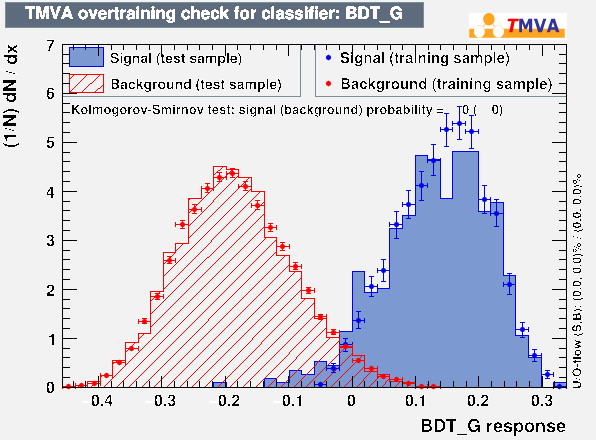 TMVA overtraining check for classifier: BDT_G
TMVA
(1/N) dN / dx
7
6
5
4
3
2
1
0
Signal (test sample)
Background (test sample)
Signal (training sample)
Background (training sample)
Kolmogorov-Smirnov test: signal (background) probability = 0 ( 0)
U/O-flow (S,B): (0.0, 0.0)% / (0.0, 0.0)%
−0.4 −0.3 −0.2 −0.1 0 0.1 0.2 0.3
BDT_G response